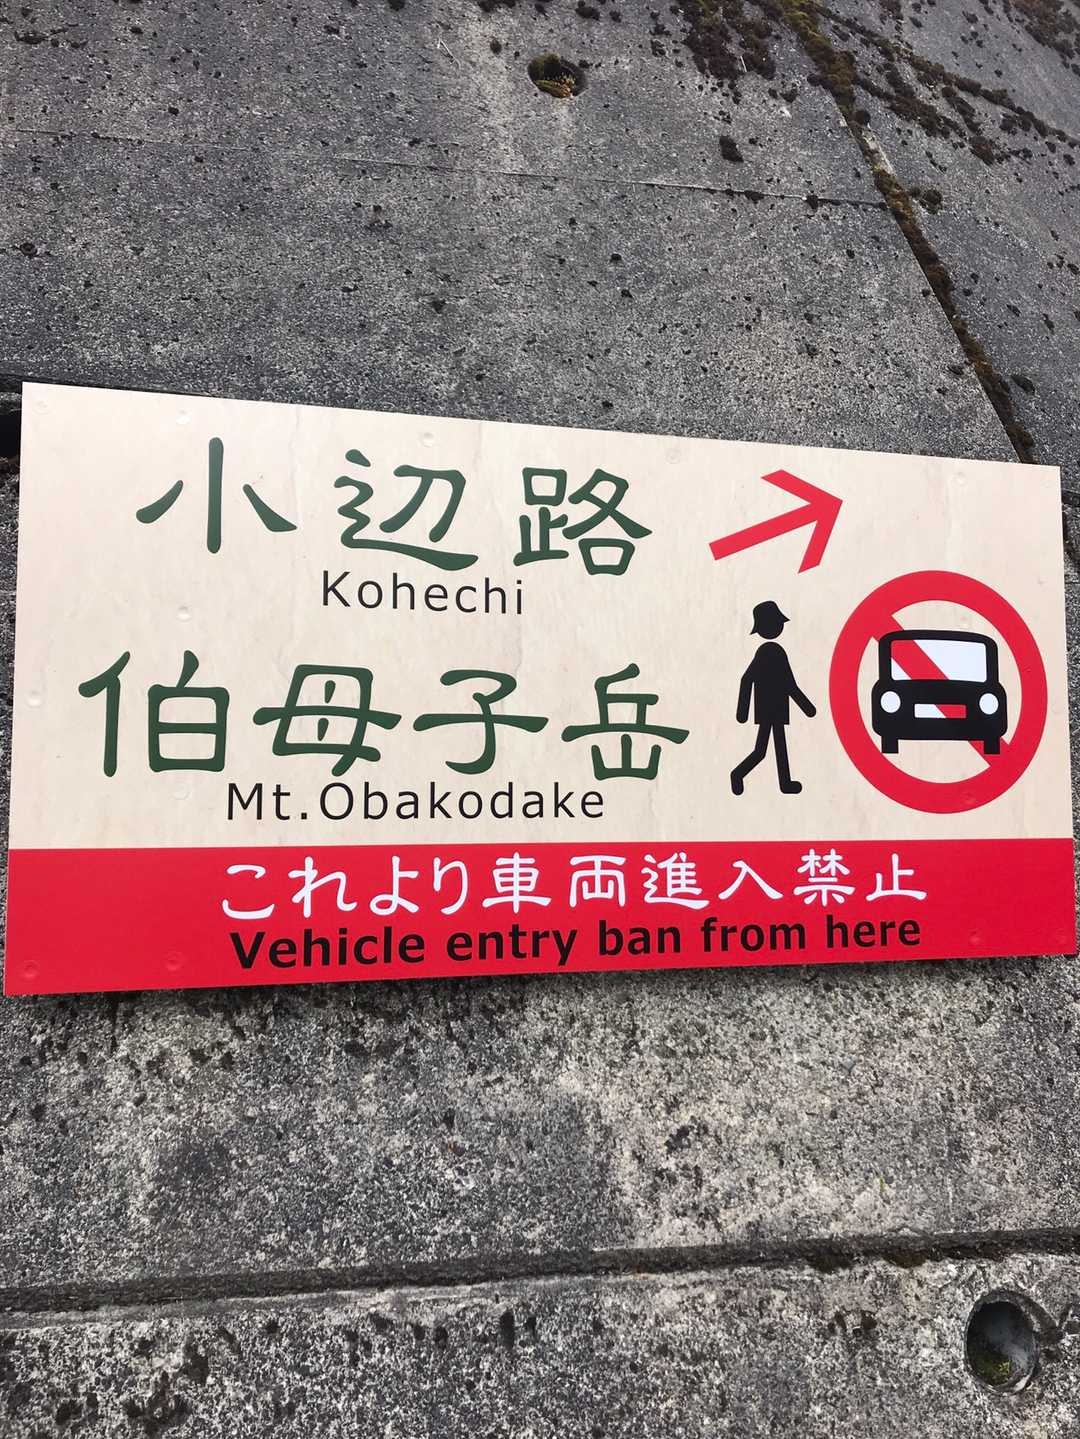 小辺路
Kohechi
伯母子岳
Mt.Obakodake
これより車両進入禁止
Vehicle entry ban from here